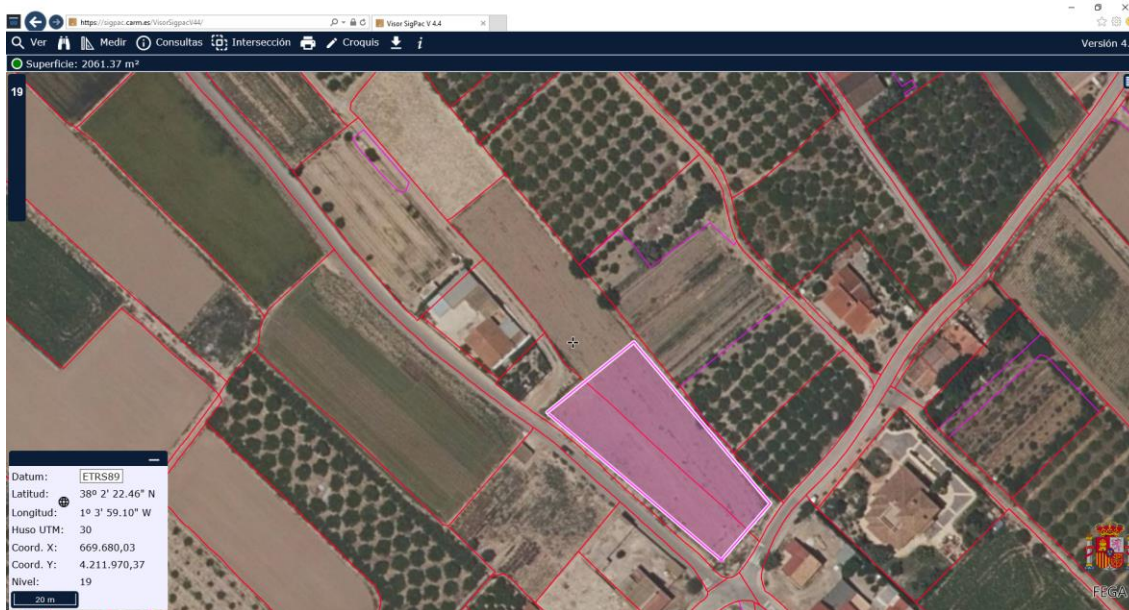 https://sigpac.carm.es/VisorSigpacV44/
Visor SigPac V 4.4
Ver Medir Consultas Intersección Croquis i Versión 4.
Superficie: 2061.37 m²
19
Datum: ETRS89
Latitud: 38º 2' 22.46" N
Longitud: 1º 3' 59.10" W
Huso UTM: 30
Coord. X: 669.680,03
Coord. Y: 4.211.970,37
Nivel: 19
20 m
FEGA